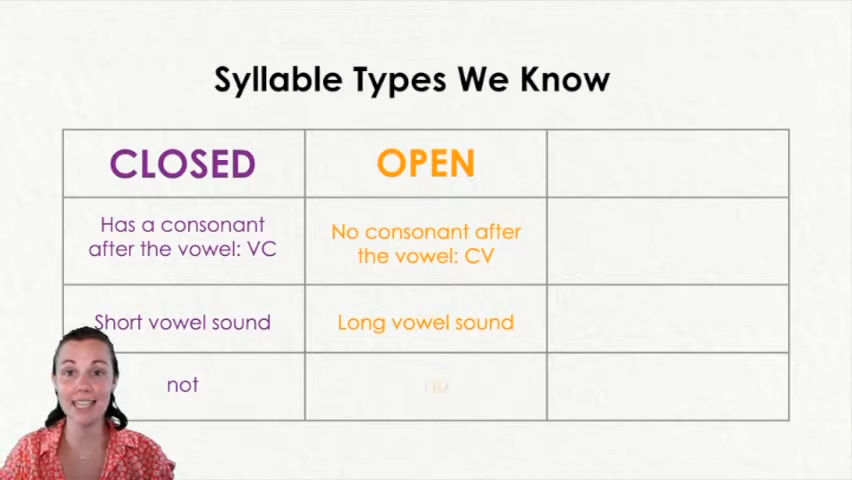 Syllable Types We Know
CLOSED
OPEN
Has a consonant
after the vowel: VC
No consonant after
the vowel: CV
Short vowel sound
Long vowel sound
not
no